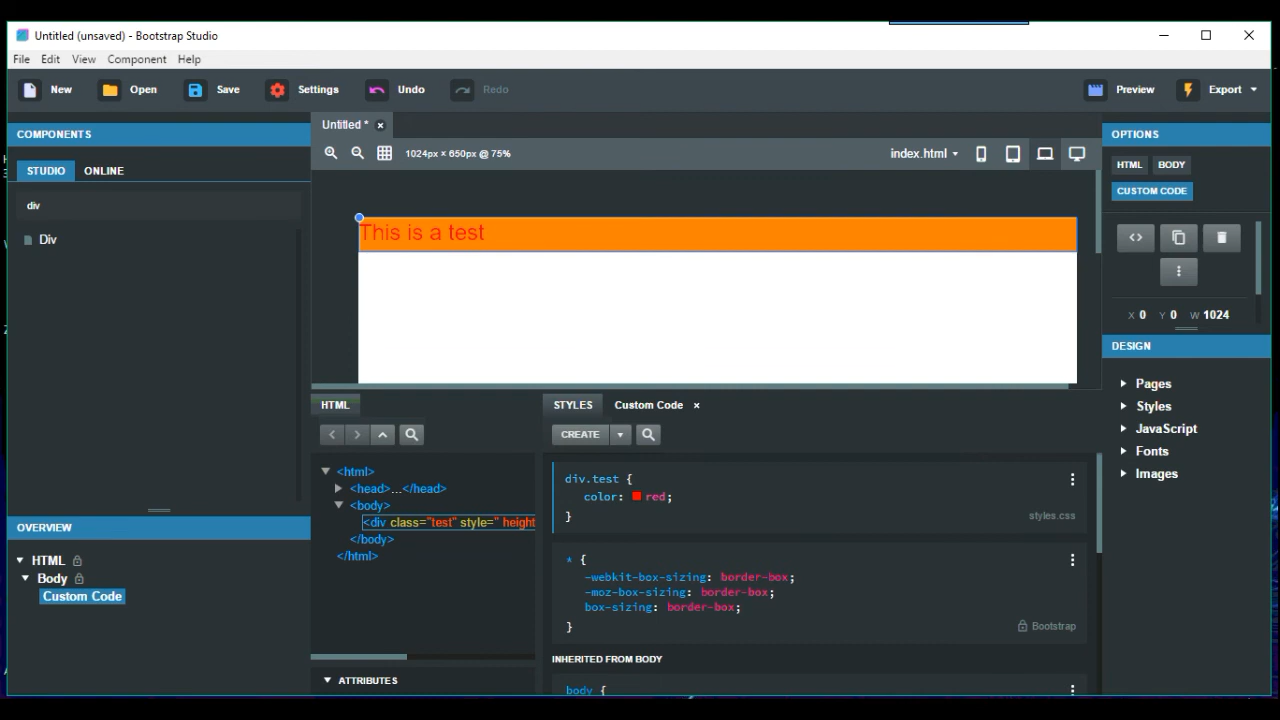 Untitled (unsaved) - Bootstrap Studio
File Edit View Component Help
New Open Save Settings Undo Redo Preview Export
COMPONENTS
STUDIO ONLINE
div
Div
OVERVIEW
HTML
Body
Custom Code
Untitled *
1024px × 650px @ 75%
index.html
This is a test
HTML
<html>
<head>...</head>
<body>
<div class="test" style=" height
</body>
</html>
ATTRIBUTES
STYLES Custom Code ×
CREATE
div.test {
color: red;
}
styles.css
* {
-webkit-box-sizing: border-box;
-moz-box-sizing: border-box;
box-sizing: border-box;
}
Bootstrap
INHERITED FROM BODY
body {
OPTIONS
HTML BODY
CUSTOM CODE
X 0 Y 0 W 1024
DESIGN
Pages
Styles
JavaScript
Fonts
Images